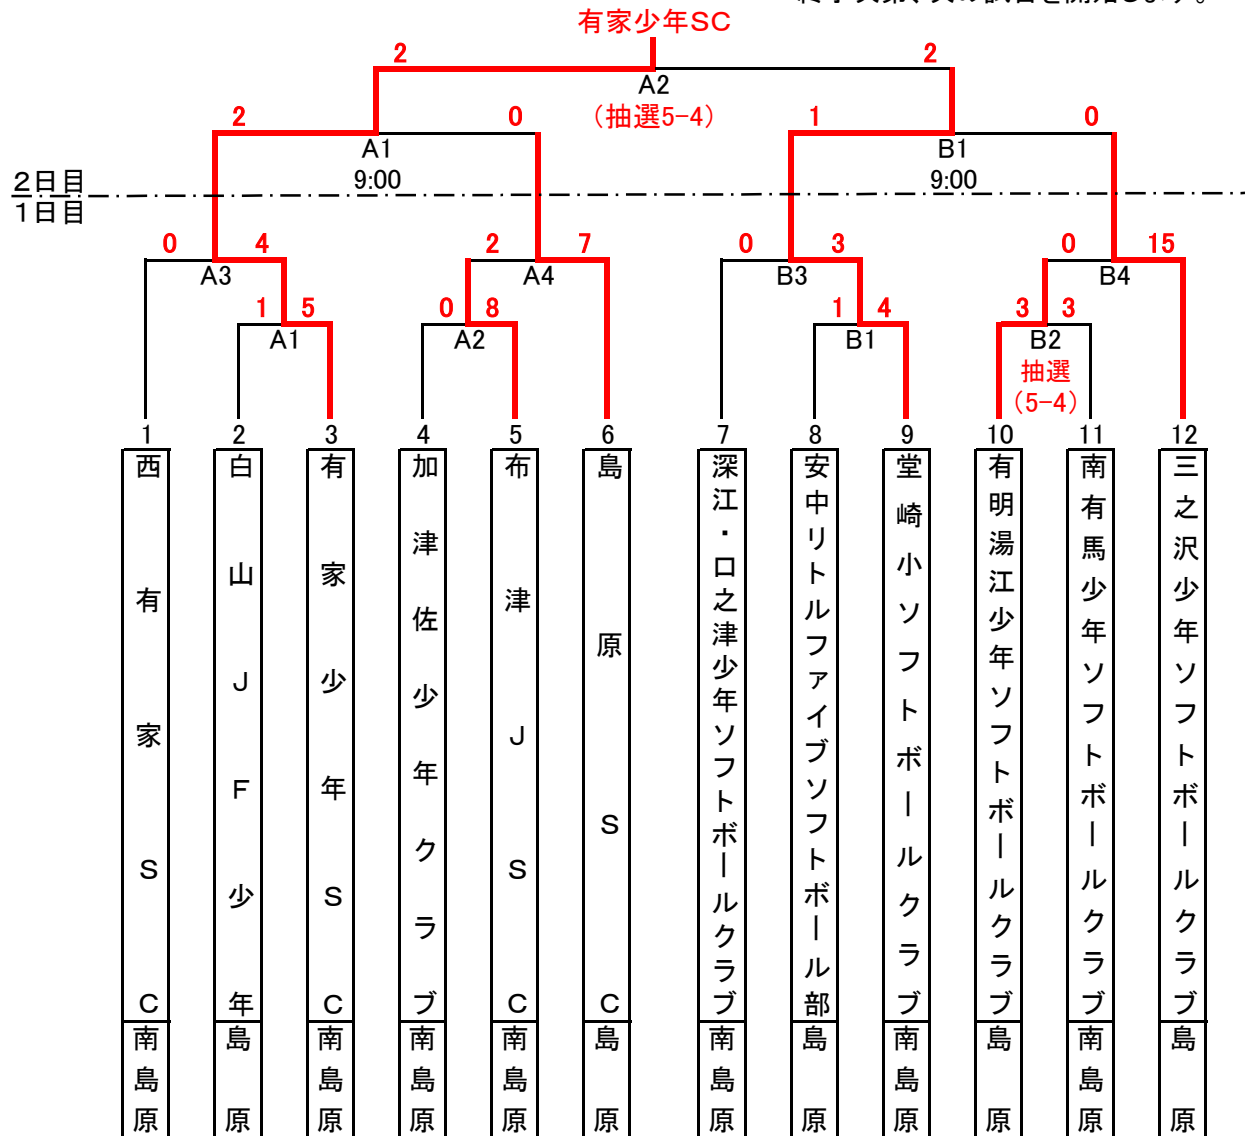 有家少年SC
2 2
A2
(抽選5-4)
2 0 1 0
A1 B1
2日目 9:00 9:00
1日目
0 4 2 7 0 3 0 15
A3 A4 B3 B4
1 5 0 8 1 4 3 3
A1 A2 B1 B2
抽選
(5-4)
1 2 3 4 5 6 7 8 9 10 11 12
西有家SC
白山JF少年
有家少年SC
加津佐少年クラブ
布津JSC
島原SC
深江・口之津少年ソフトボールクラブ
安中リトルファイブソフトボール部
堂崎小ソフトボールクラブ
有明湯江少年ソフトボールクラブ
南有馬少年ソフトボールクラブ
三之沢少年ソフトボールクラブ
南島原
島原
南島原
南島原
南島原
島原
南島原
島原
南島原
島原
南島原
島原